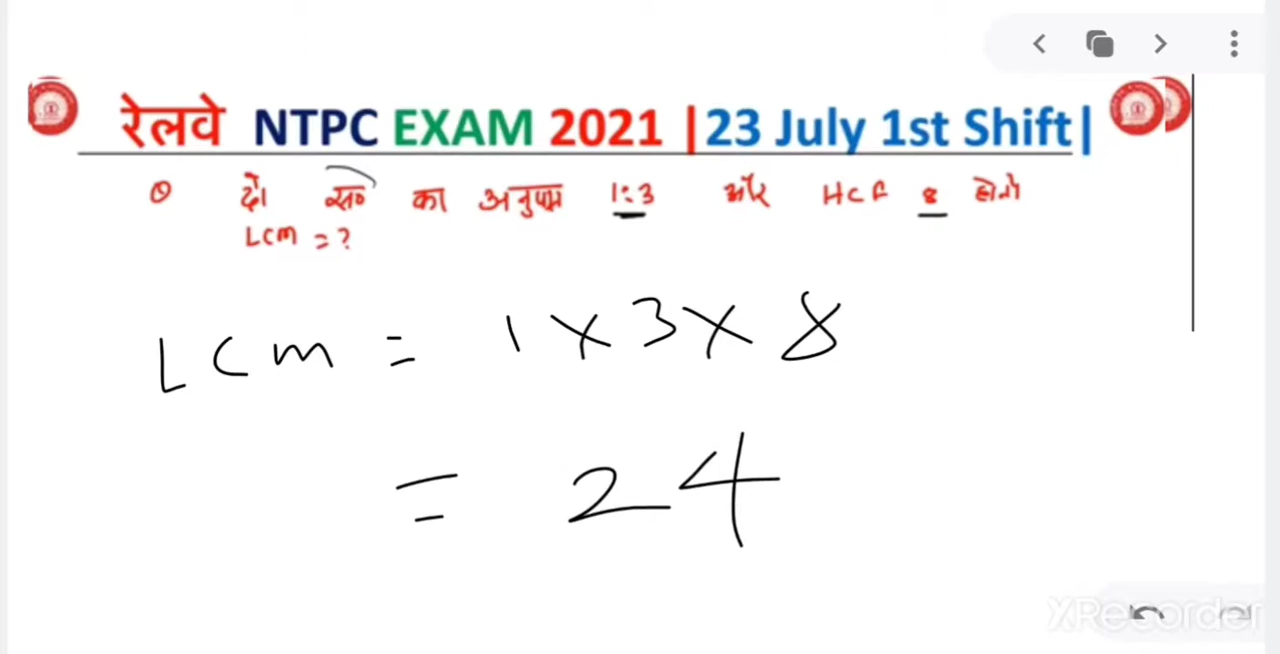 रेलवे NTPC EXAM 2021 |23 July 1st Shift|
दो सं० का अनुपात 1:3 और HCF 8 हो तो
LCM = ?
LCM = 1 X 3 X 8
= 24
XRecorder